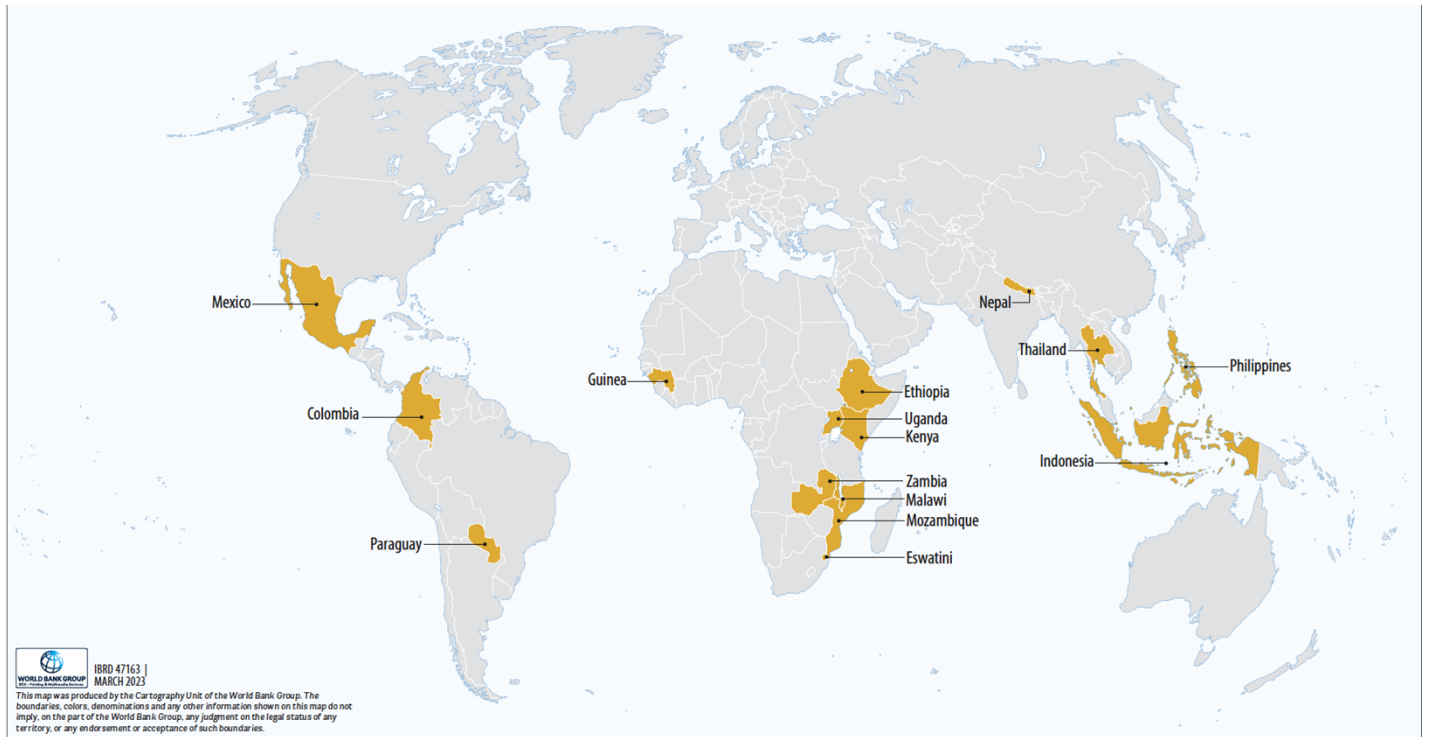 Mexico
Nepal
Thailand
Philippines
Guinea
Ethiopia
Colombia
Uganda
Kenya
Indonesia
Zambia
Malawi
Mozambique
Paraguay
Eswatini
WORLD BANK GROUP
IBRD 47163 |
MARCH 2023
This map was produced by the Cartography Unit of the World Bank Group. The
boundaries, colors, denominations and any other information shown on this map do not
imply, on the part of the World Bank Group, any judgment on the legal status of any
territory, or any endorsement or acceptance of such boundaries.